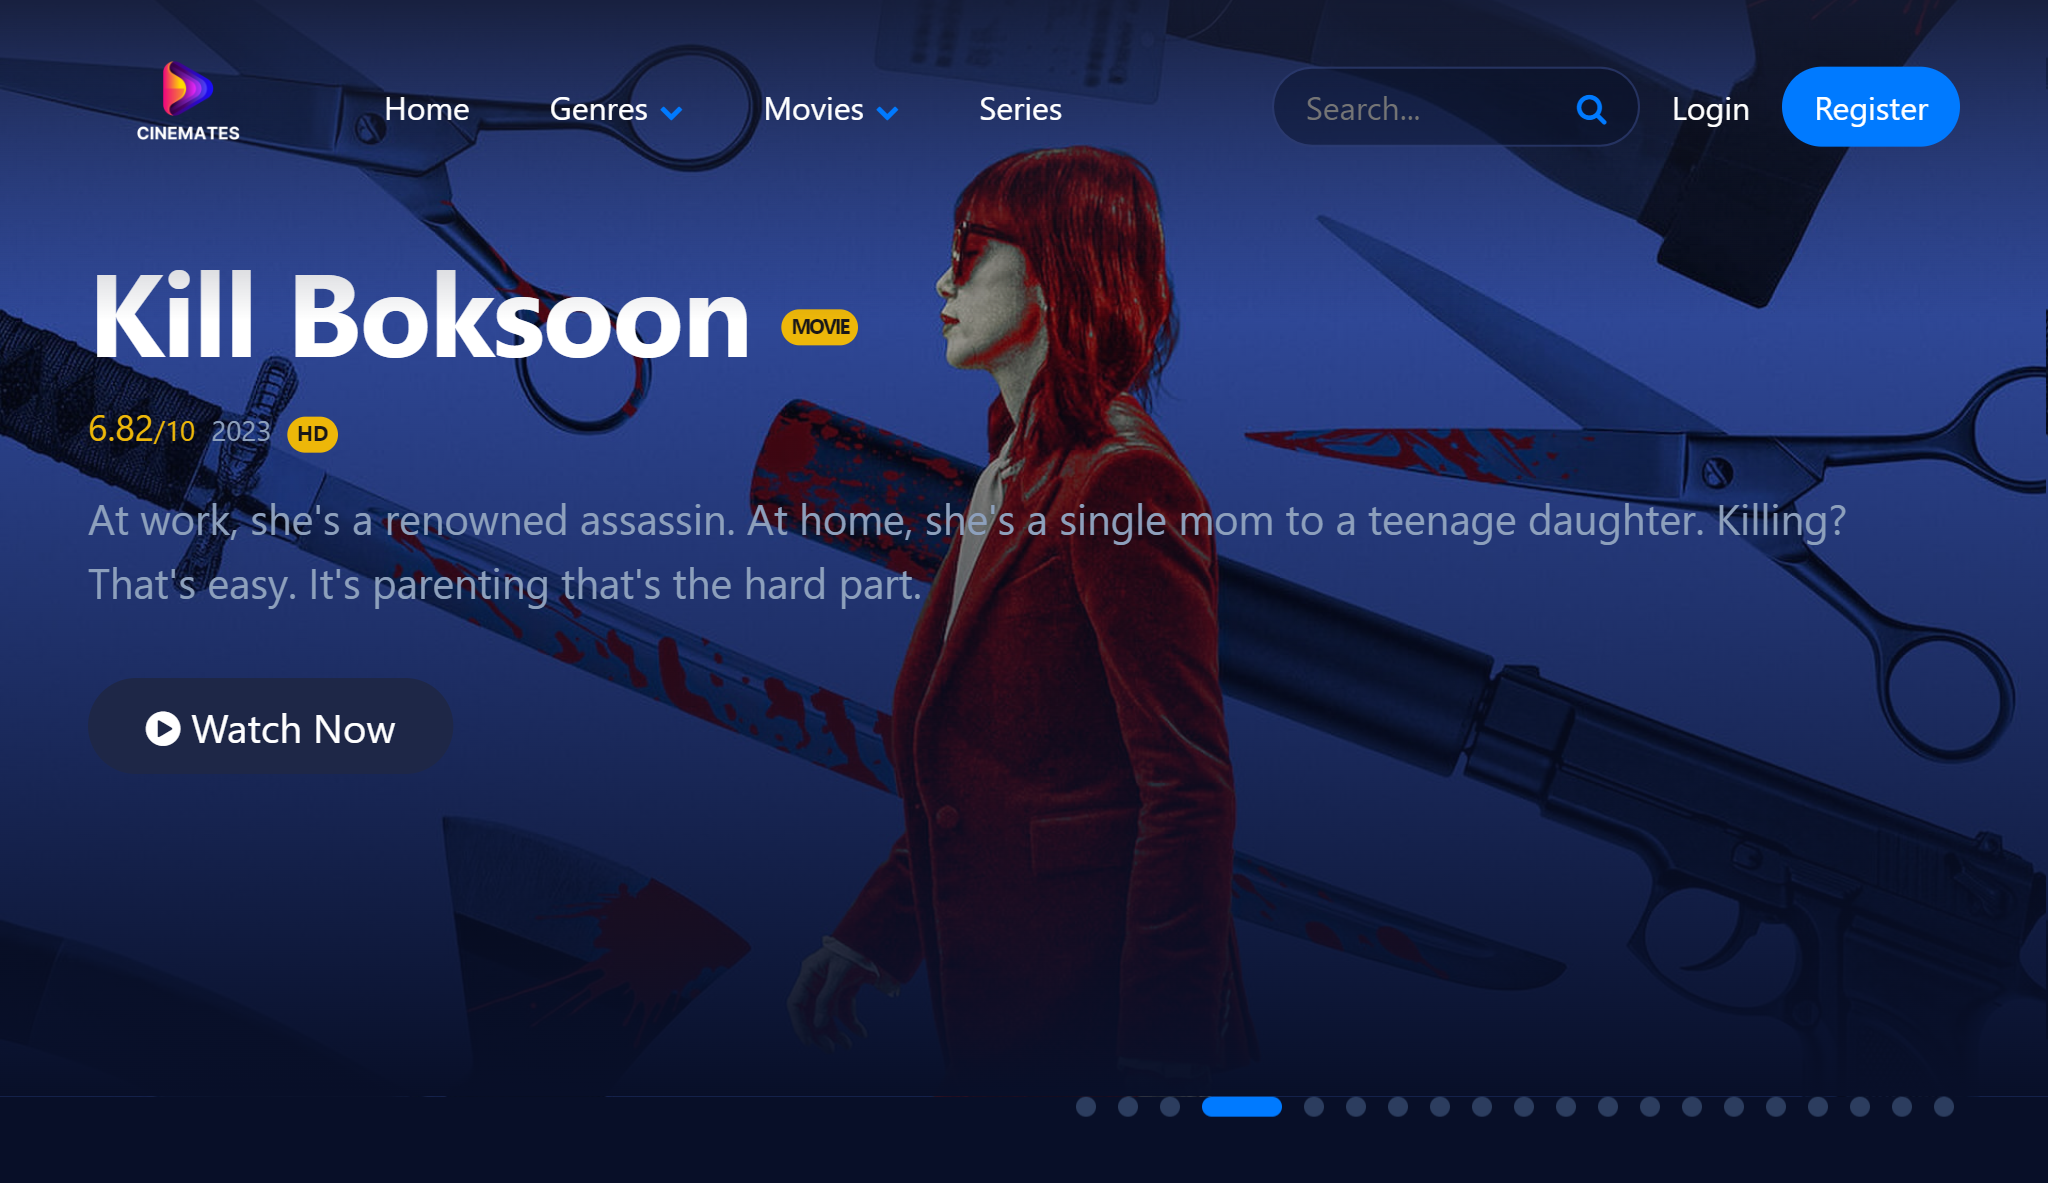 CINEMATES
Home Genres Movies Series Search... Login Register
Kill Boksoon MOVIE
6.82/10 2023 HD
At work, she's a renowned assassin. At home, she's a single mom to a teenage daughter. Killing?
That's easy. It's parenting that's the hard part.
Watch Now